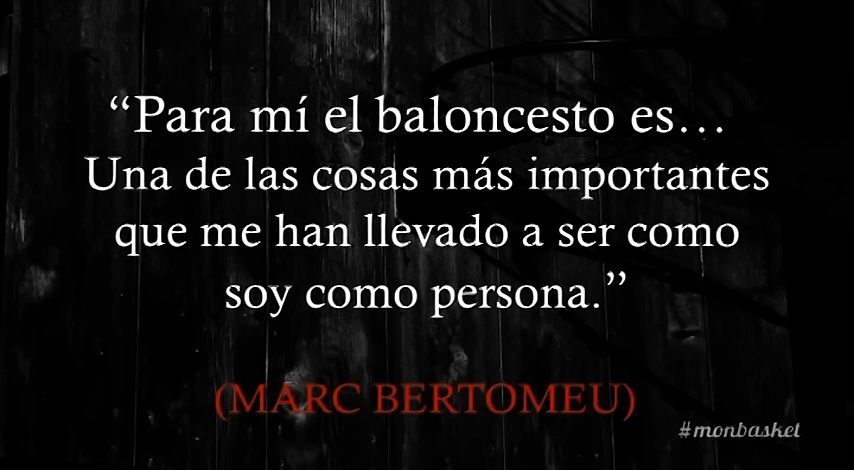 “Para mí el baloncesto es…
Una de las cosas más importantes
que me han llevado a ser como
soy como persona.”
(MARC BERTOMEU)
#monbasket